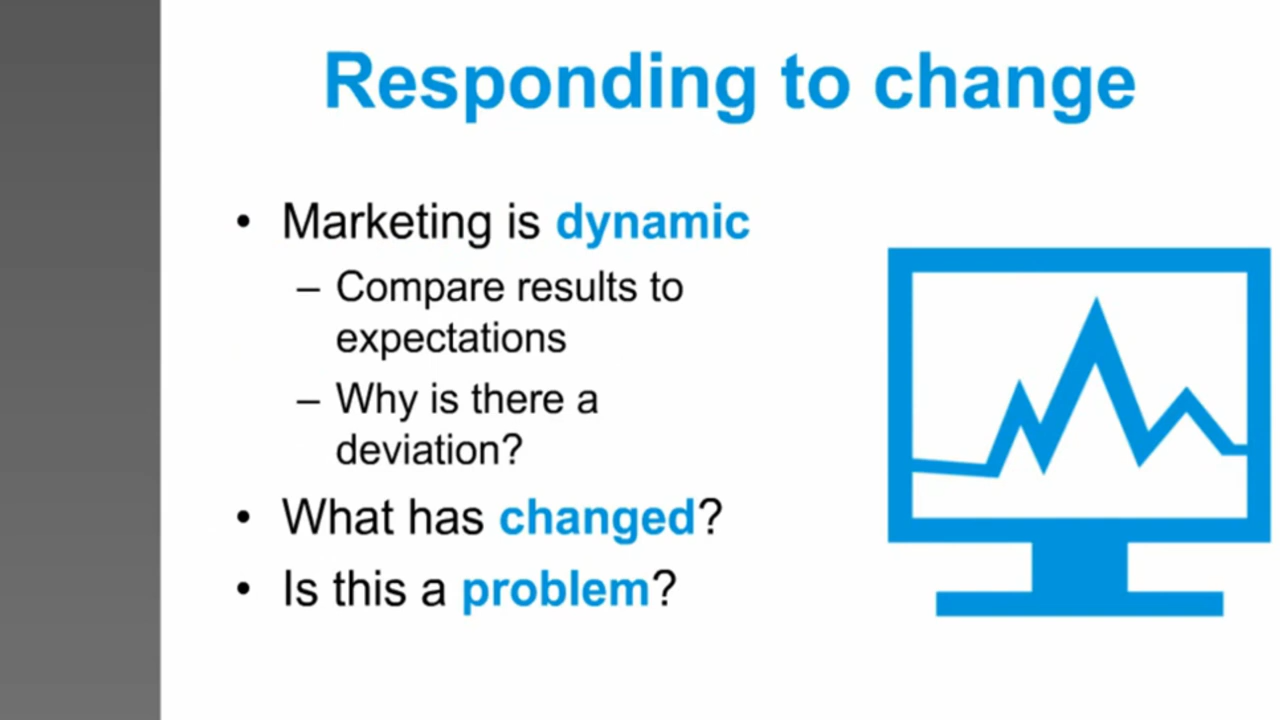 Responding to change
• Marketing is dynamic
– Compare results to
expectations
– Why is there a
deviation?
• What has changed?
• Is this a problem?